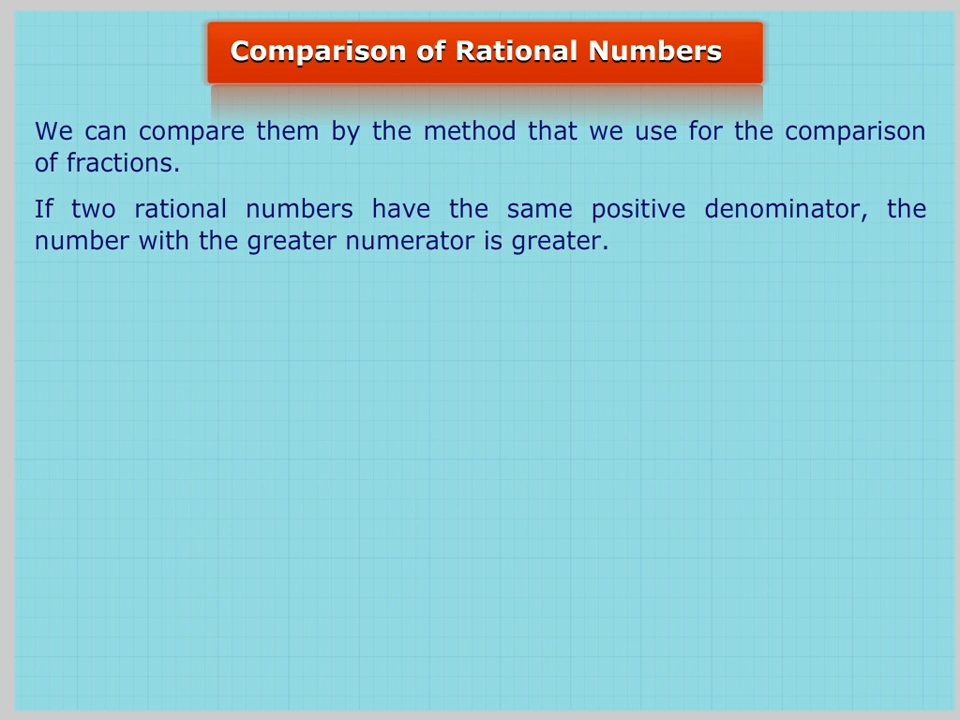 Comparison of Rational Numbers
We can compare them by the method that we use for the comparison
of fractions.
If two rational numbers have the same positive denominator, the
number with the greater numerator is greater.